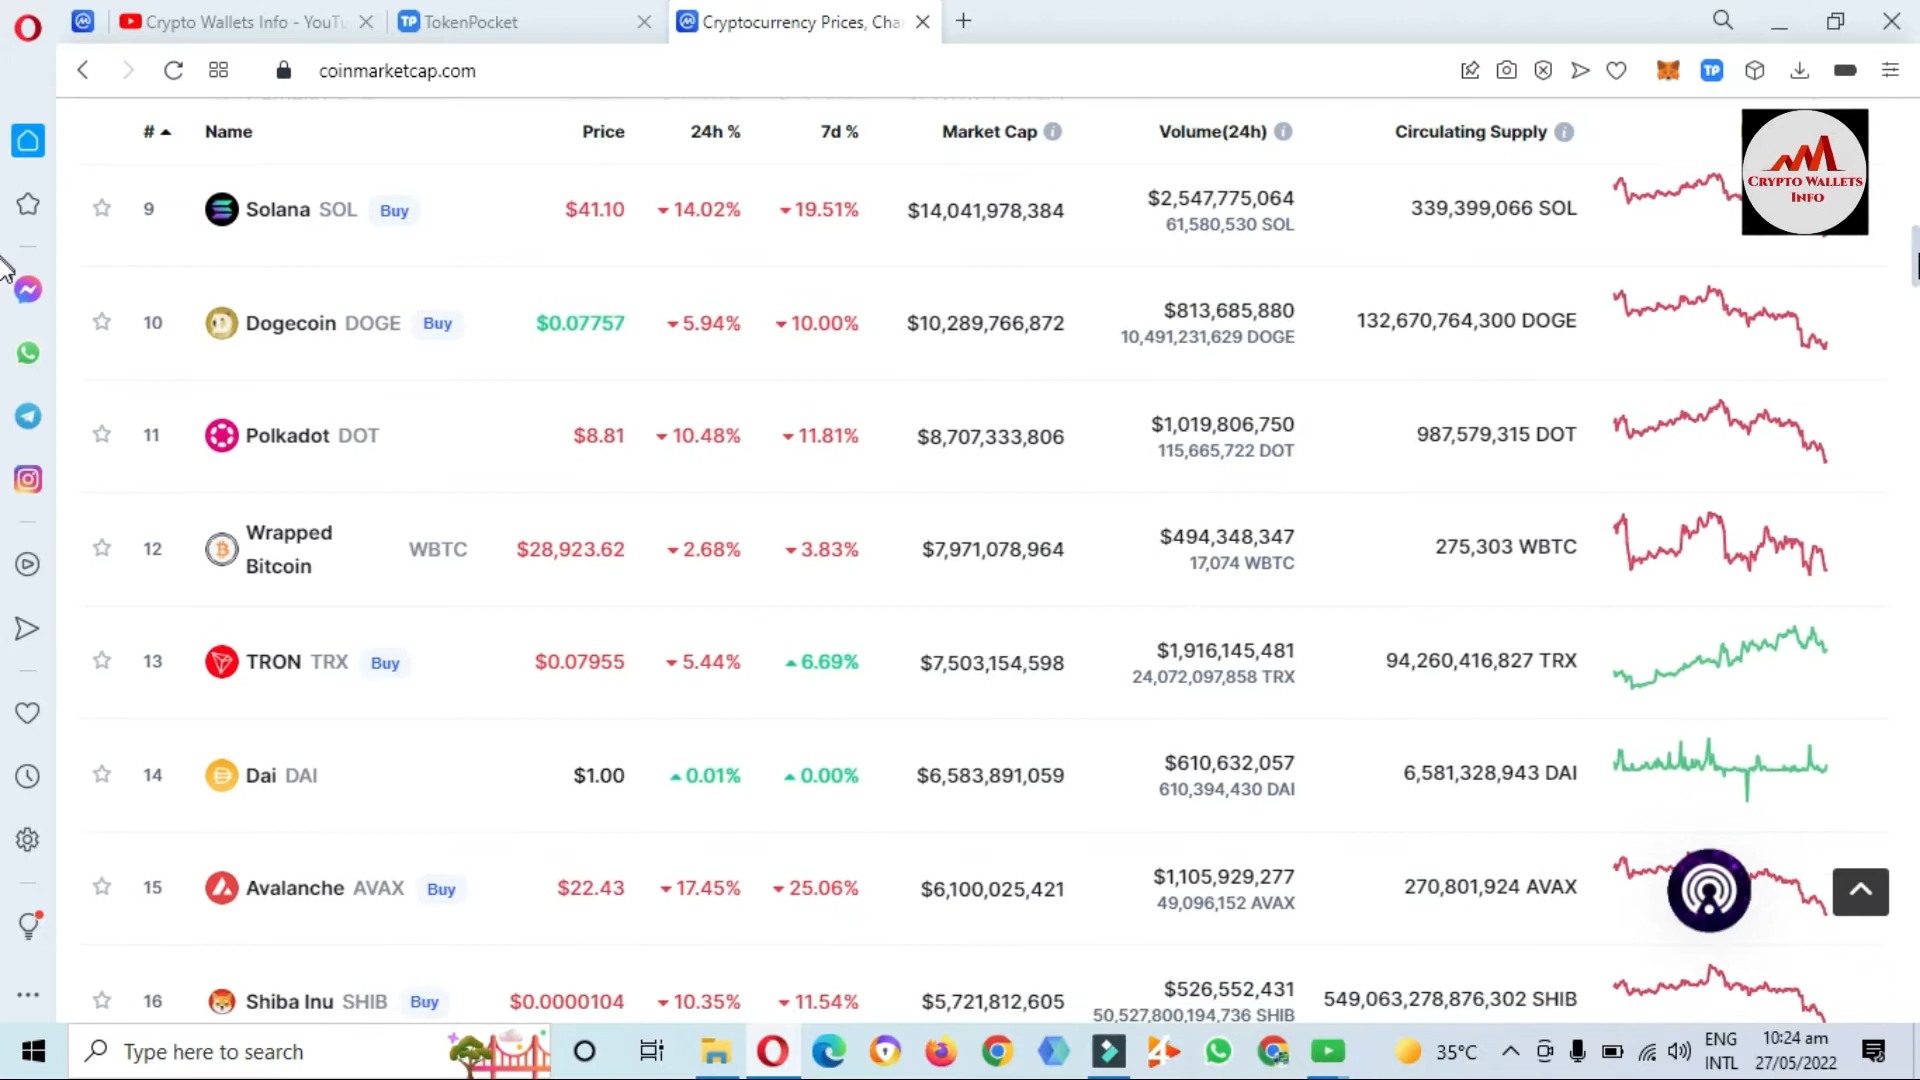 Crypto Wallets Info - YouTu
TokenPocket
Cryptocurrency Prices, Cha
coinmarketcap.com
TP
# Name Price 24h % 7d % Market Cap Volume(24h) Circulating Supply
CRYPTO WALLETS
INFO
9 Solana SOL Buy $41.10 14.02% 19.51% $14,041,978,384 $2,547,775,064 339,399,066 SOL
61,580,530 SOL
10 Dogecoin DOGE Buy $0.07757 5.94% 10.00% $10,289,766,872 $813,685,880 132,670,764,300 DOGE
10,491,231,629 DOGE
11 Polkadot DOT $8.81 10.48% 11.81% $8,707,333,806 $1,019,806,750 987,579,315 DOT
115,665,722 DOT
12 Wrapped Bitcoin WBTC $28,923.62 2.68% 3.83% $7,971,078,964 $494,348,347 275,303 WBTC
17,074 WBTC
13 TRON TRX Buy $0.07955 5.44% 6.69% $7,503,154,598 $1,916,145,481 94,260,416,827 TRX
24,072,097,858 TRX
14 Dai DAI $1.00 0.01% 0.00% $6,583,891,059 $610,632,057 6,581,328,943 DAI
610,394,430 DAI
15 Avalanche AVAX Buy $22.43 17.45% 25.06% $6,100,025,421 $1,105,929,277 270,801,924 AVAX
49,096,152 AVAX
16 Shiba Inu SHIB Buy $0.0000104 10.35% 11.54% $5,721,812,605 $526,552,431 549,063,278,876,302 SHIB
50,527,800,194,736 SHIB
Type here to search
35°C
ENG
INTL
10:24 am
27/05/2022